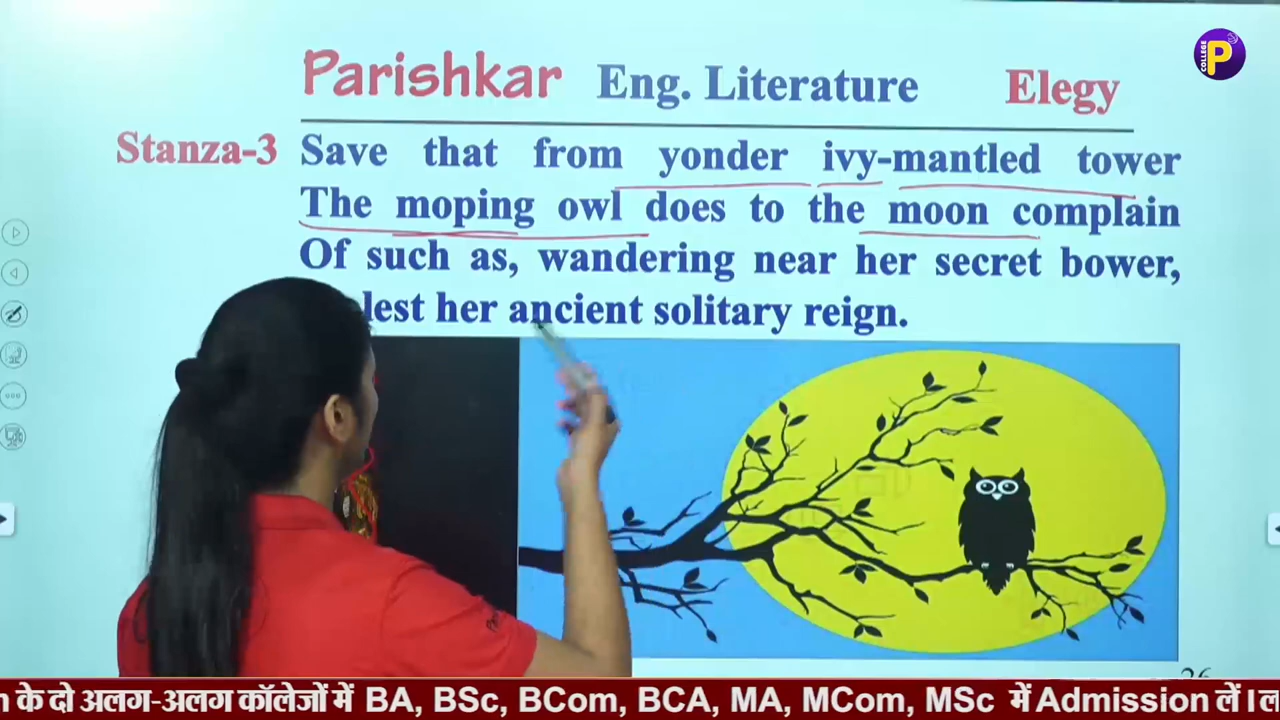 Parishkar Eng. Literature Elegy
COLLEGE P
Stanza-3 Save that from yonder ivy-mantled tower
The moping owl does to the moon complain
Of such as, wandering near her secret bower,
lest her ancient solitary reign.
के दो अलग-अलग कॉलेजों में BA, BSc, BCom, BCA, MA, MCom, MSc में Admission लें।